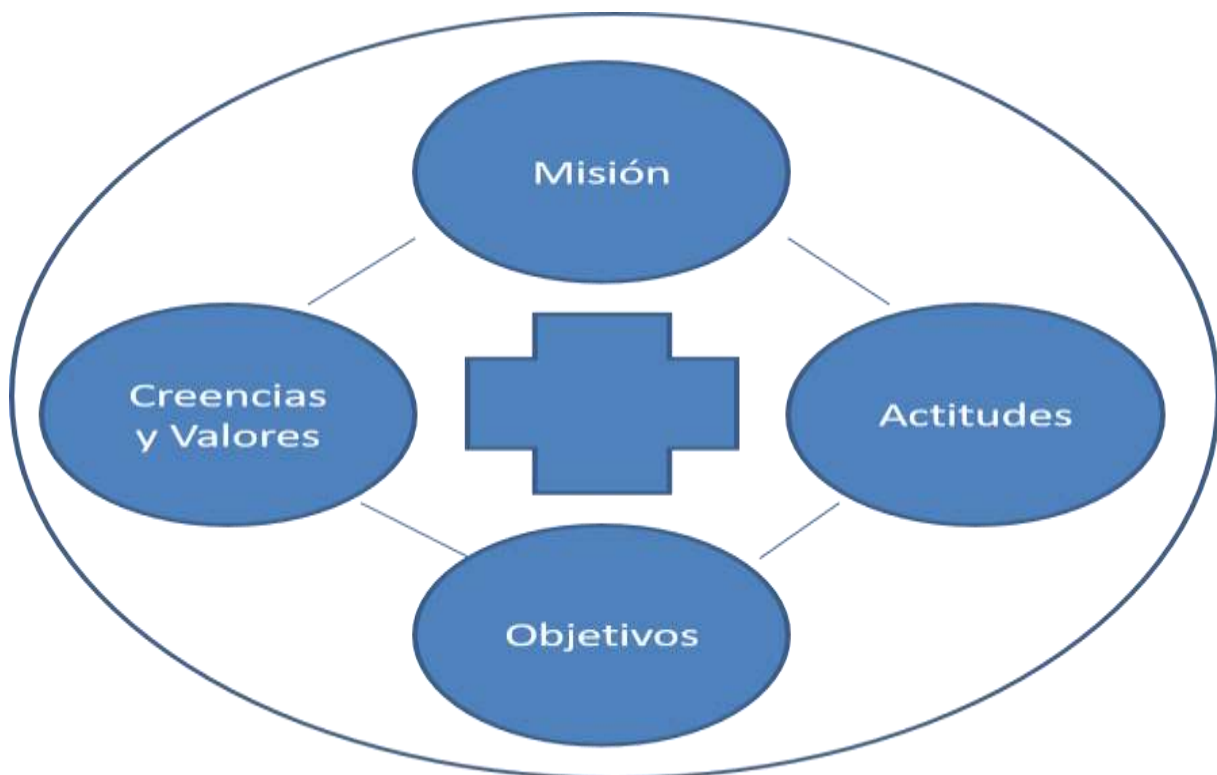 Misión
Creencias
y Valores
Actitudes
Objetivos